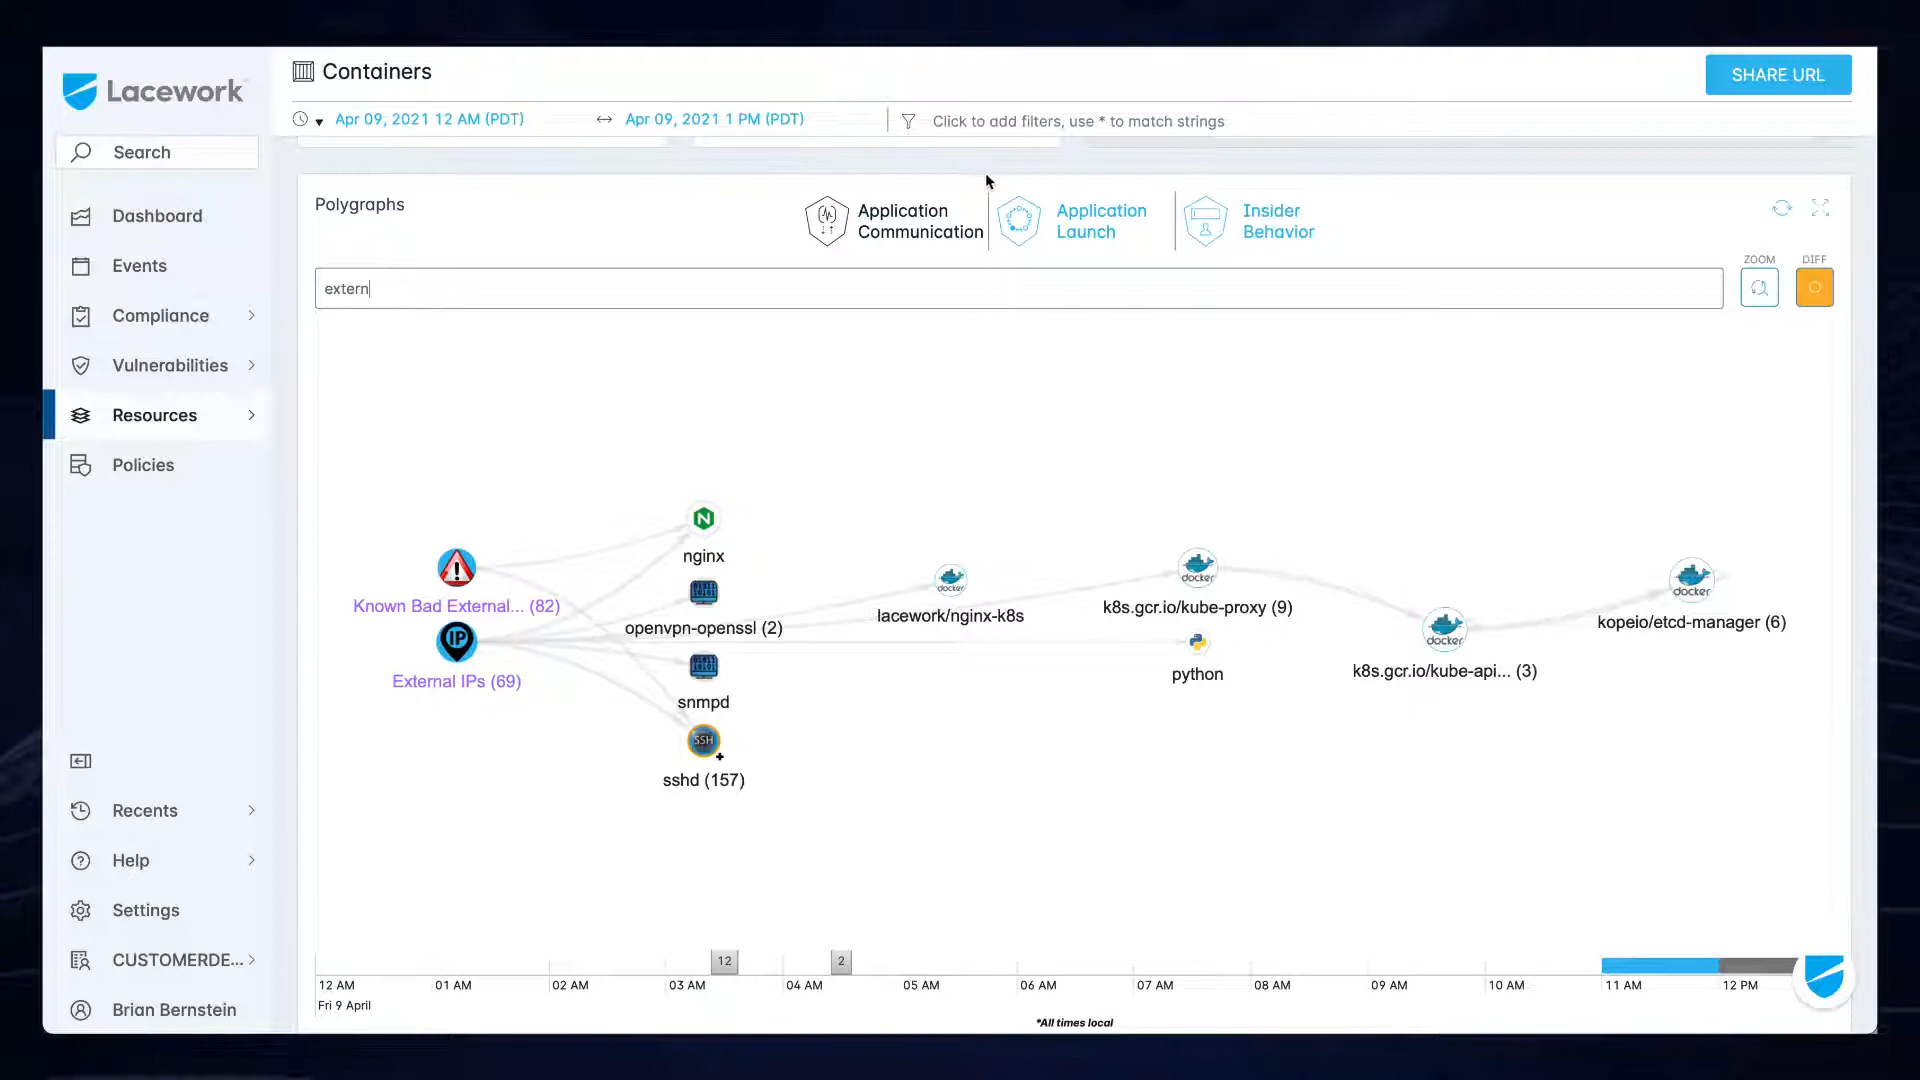 Lacework
Containers
SHARE URL
Apr 09, 2021 12 AM (PDT)
Apr 09, 2021 1 PM (PDT)
Click to add filters, use * to match strings
Search
Dashboard
Events
Compliance
Vulnerabilities
Resources
Policies
Recents
Help
Settings
CUSTOMERDE...
Brian Bernstein
Polygraphs
Application
Communication
Application
Launch
Insider
Behavior
ZOOM
DIFF
extern
nginx
Known Bad External... (82)
openvpn-openssl (2)
IP
External IPs (69)
snmpd
SSH
sshd (157)
docker
lacework/nginx-k8s
docker
k8s.gcr.io/kube-proxy (9)
python
docker
k8s.gcr.io/kube-api... (3)
docker
kopeio/etcd-manager (6)
12
2
12 AM
01 AM
02 AM
03 AM
04 AM
05 AM
06 AM
07 AM
08 AM
09 AM
10 AM
11 AM
12 PM
Fri 9 April
*All times local